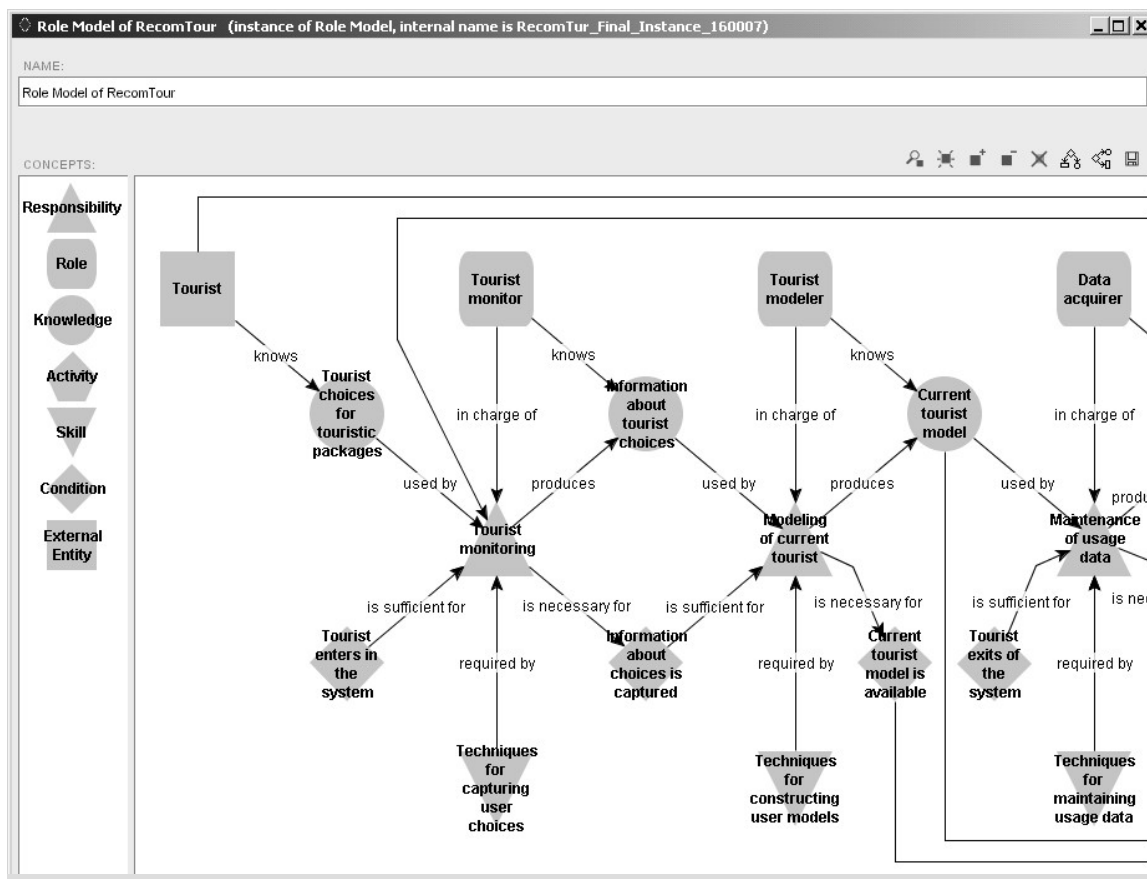 Role Model of RecomTour (instance of Role Model, internal name is RecomTur_Final_Instance_160007)
NAME:
Role Model of RecomTour
CONCEPTS:
Responsibility
Role
Knowledge
Activity
Skill
Condition
External
Entity
Tourist
Tourist
monitor
Tourist
modeler
Data
acquirer
knows
knows
knows
Tourist
choices
for
touristic
packages
in charge of
Information
about
tourist
choices
in charge of
Current
tourist
model
in charge of
used by
produces
used by
produces
used by
produ
Tourist
monitoring
Modeling
of current
tourist
Maintenance
of usage
data
is sufficient for
is necessary for
is sufficient for
is necessary for
is sufficient for
is nec
Tourist
enters in
the
system
required by
Information
about
choices is
captured
required by
Current
tourist
model is
available
Tourist
exits of
the
system
required by
Techniques
for
capturing
user
choices
Techniques
for
constructing
user models
Techniques
for
maintaining
usage data